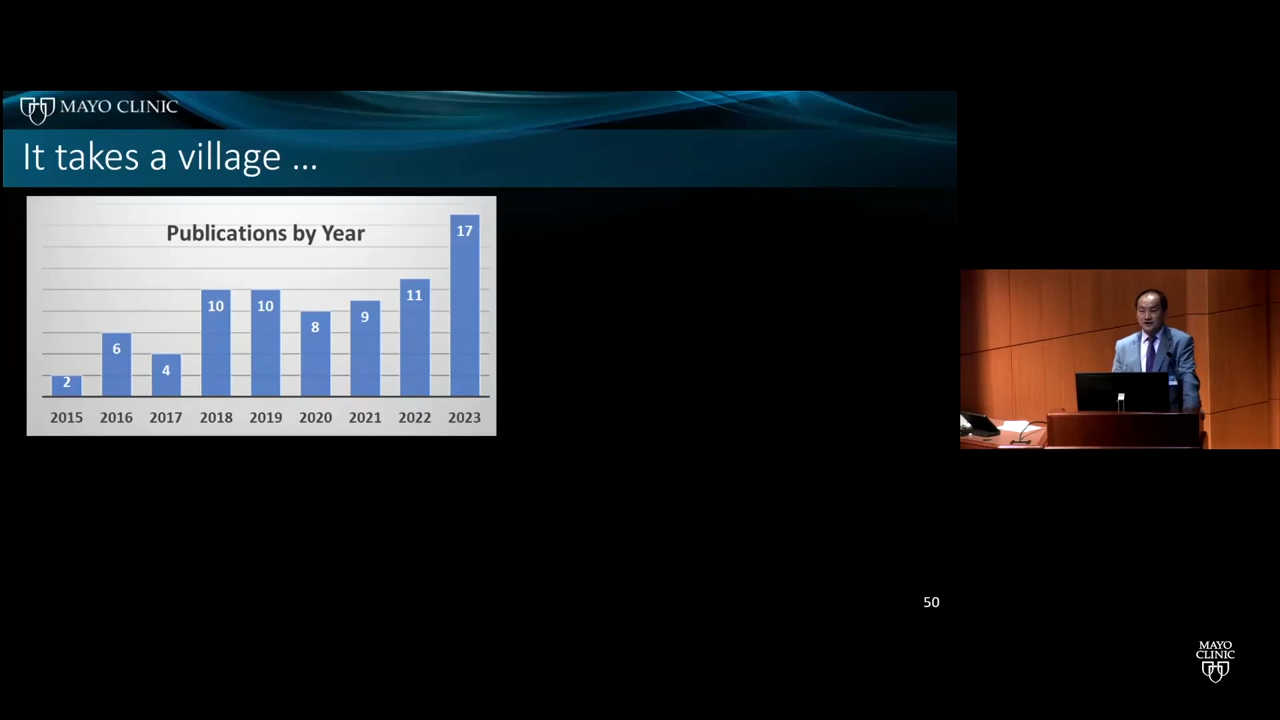 MAYO CLINIC
It takes a village ...
Publications by Year
17
11
10
10
9
8
6
4
2
2015 2016 2017 2018 2019 2020 2021 2022 2023
50
MAYO
CLINIC